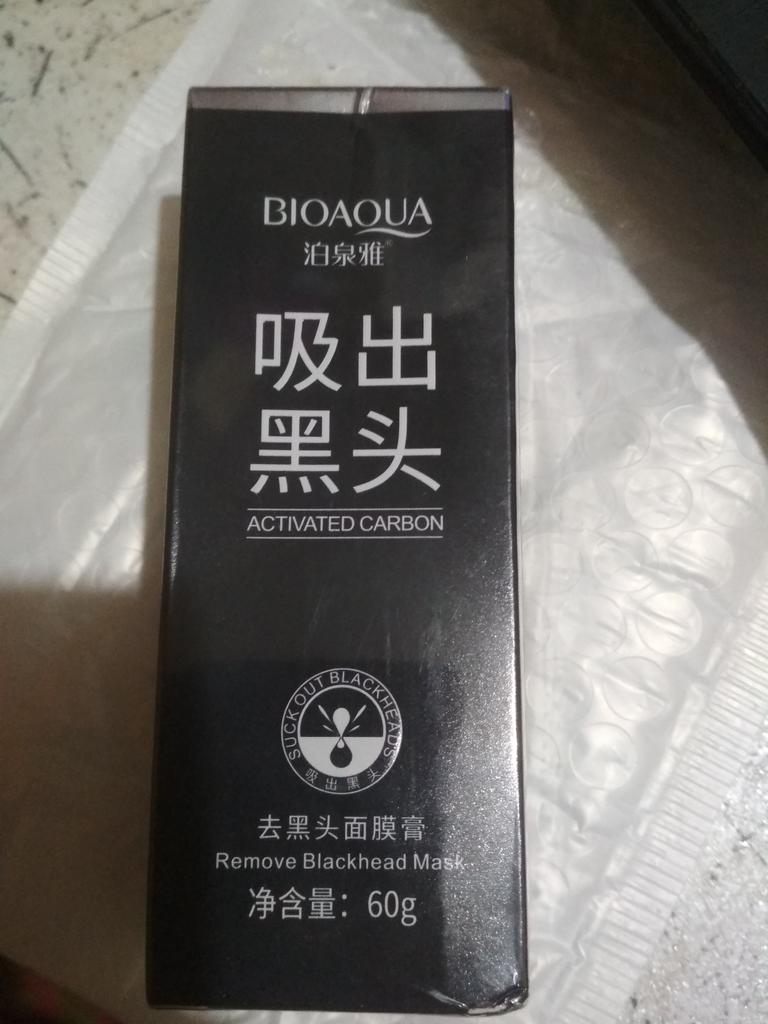 BIOAQUA
泊泉雅®
吸出
黑头
ACTIVATED CARBON
SUCK OUT BLACKHEADS
吸出黑头
去黑头面膜膏
Remove Blackhead Mask
净含量：60g